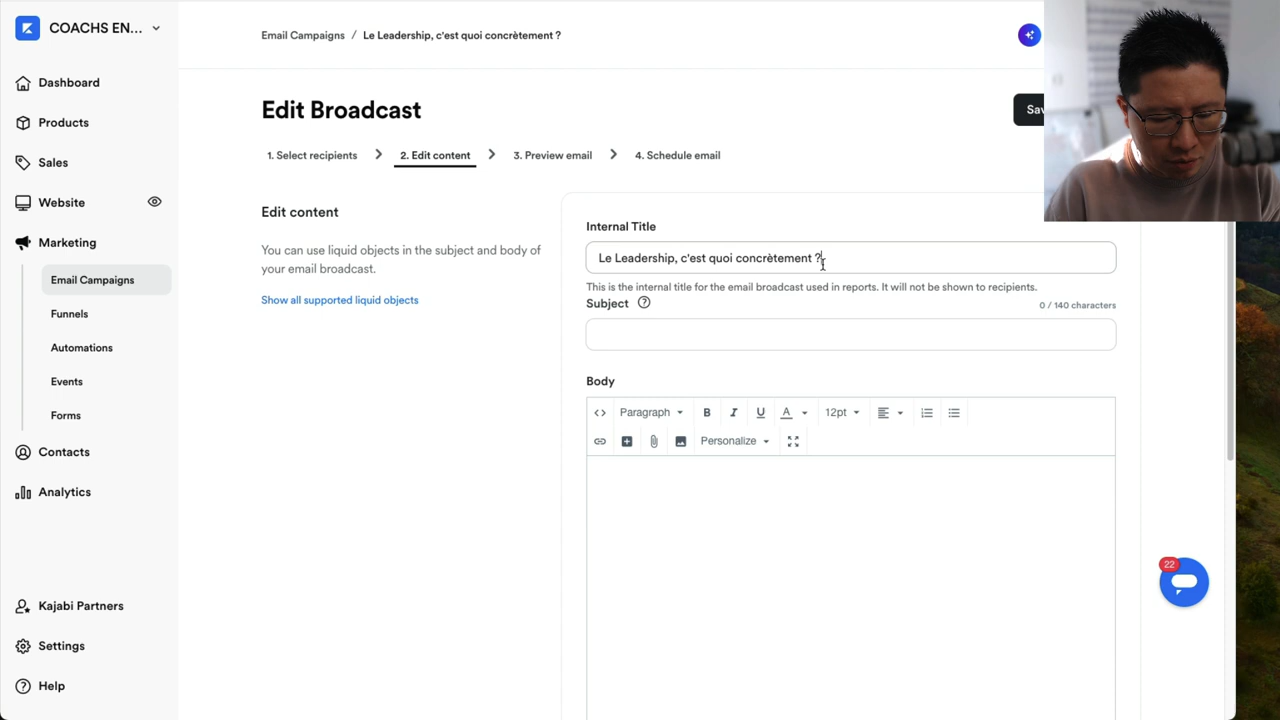 COACHS EN...
Dashboard
Products
Sales
Website
Marketing
Email Campaigns
Funnels
Automations
Events
Forms
Contacts
Analytics
Kajabi Partners
Settings
Help
Email Campaigns / Le Leadership, c'est quoi concrètement ?
Edit Broadcast
1. Select recipients
2. Edit content
3. Preview email
4. Schedule email
Edit content
You can use liquid objects in the subject and body of
your email broadcast.
Show all supported liquid objects
Internal Title
Le Leadership, c'est quoi concrètement ?
This is the internal title for the email broadcast used in reports. It will not be shown to recipients.
Subject
0 / 140 characters
Body
Paragraph B I U A 12pt
Personalize
22